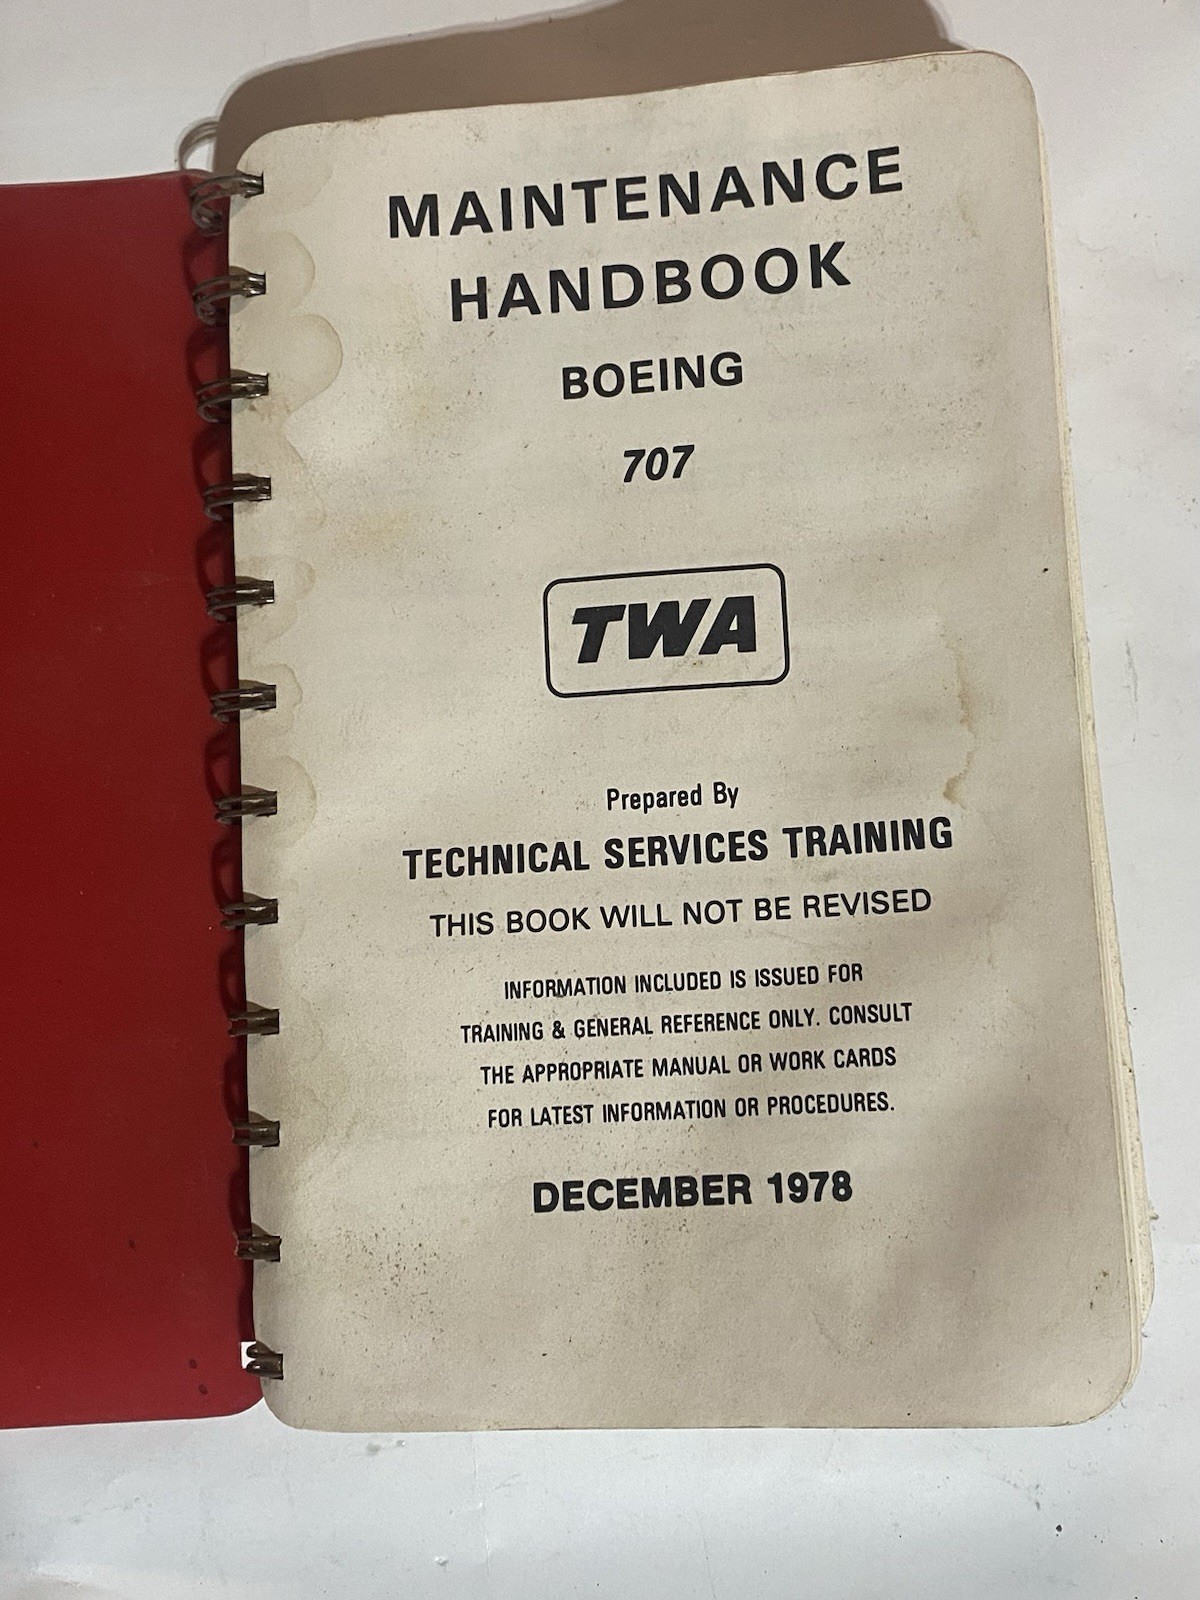 MAINTENANCE
HANDBOOK
BOEING
707
TWA
Prepared By
TECHNICAL SERVICES TRAINING
THIS BOOK WILL NOT BE REVISED
INFORMATION INCLUDED IS ISSUED FOR
TRAINING & GENERAL REFERENCE ONLY. CONSULT
THE APPROPRIATE MANUAL OR WORK CARDS
FOR LATEST INFORMATION OR PROCEDURES.
DECEMBER 1978